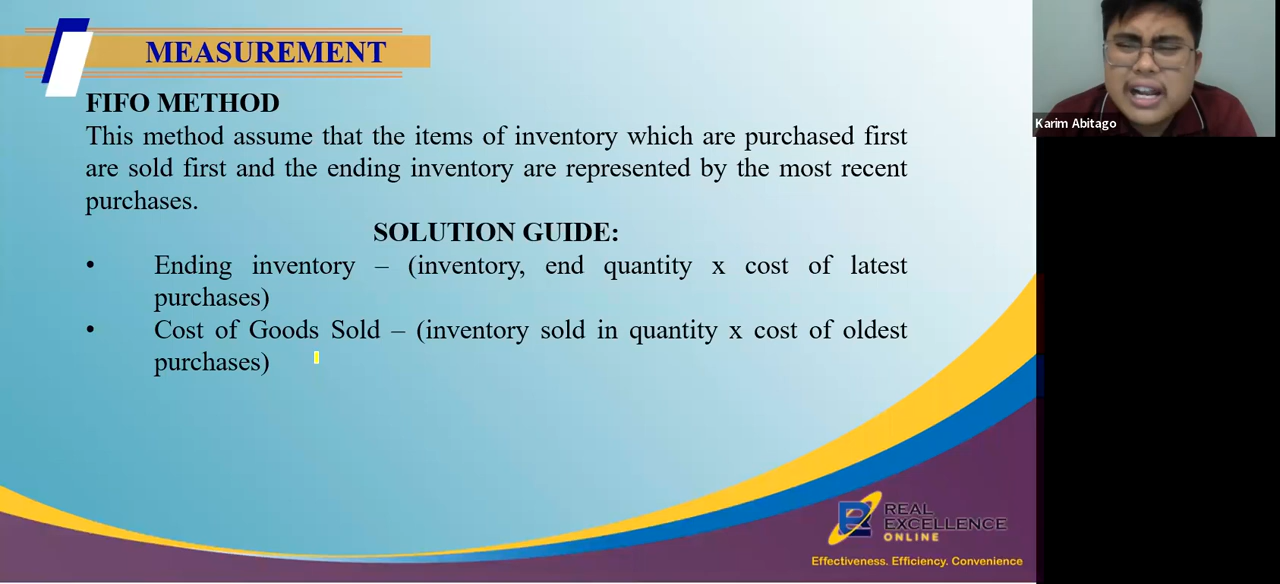 MEASUREMENT
FIFO METHOD
This method assume that the items of inventory which are purchased first
are sold first and the ending inventory are represented by the most recent
purchases.
SOLUTION GUIDE:
• Ending inventory – (inventory, end quantity x cost of latest
purchases)
• Cost of Goods Sold – (inventory sold in quantity x cost of oldest
purchases)
Karim Abitago
REAL
EXCELLENCE
ONLINE
Effectiveness. Efficiency. Convenience